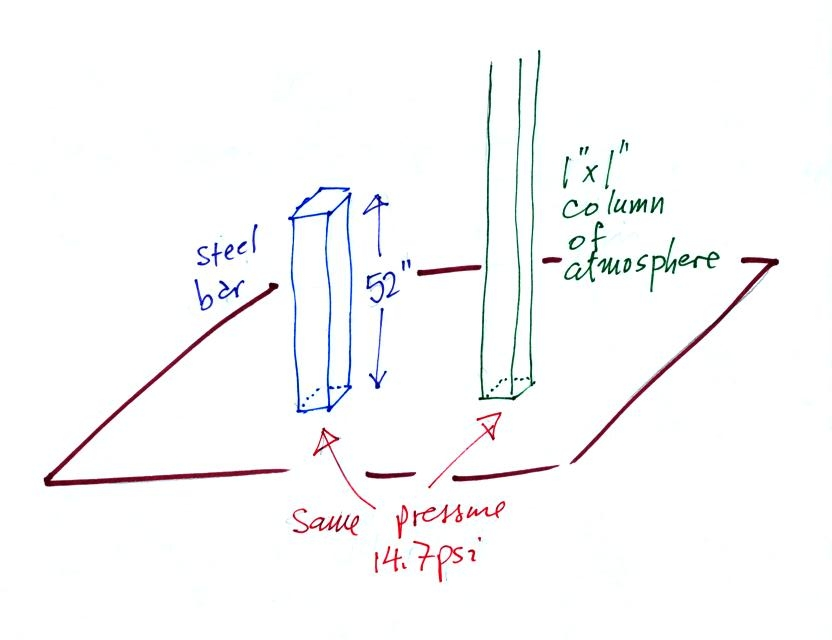 steel
bar
52"
1"x1"
column
of
atmosphere
Same pressure
14.7psi